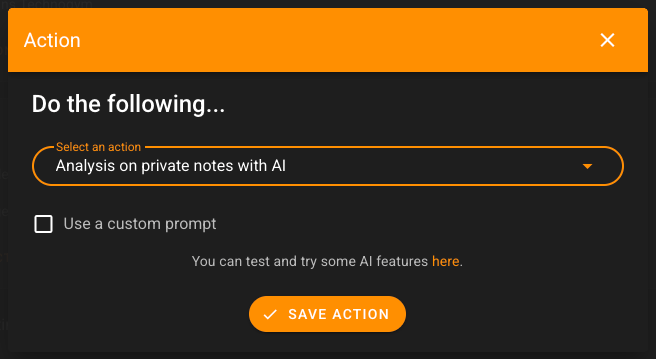 Action
Do the following...
Select an action
Analysis on private notes with AI
Use a custom prompt
You can test and try some AI features here.
SAVE ACTION